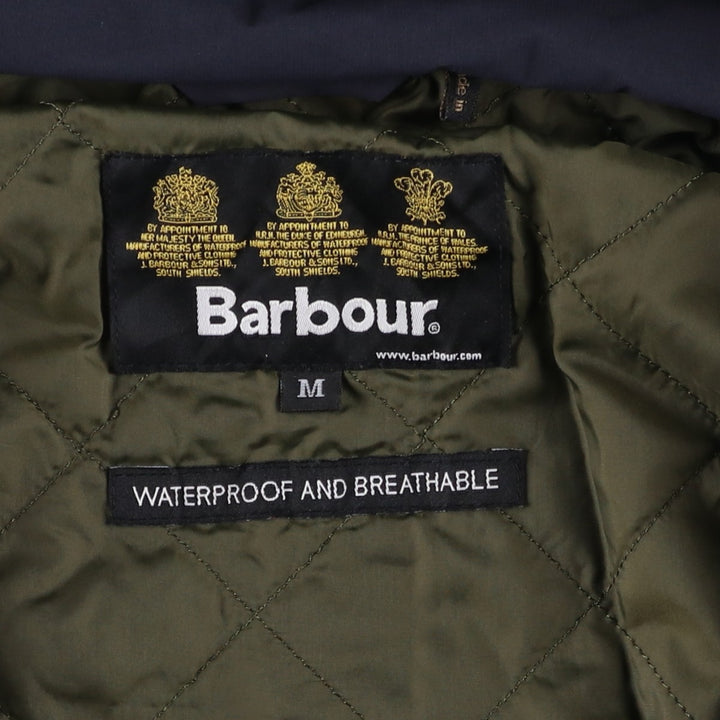 de in
BY APPOINTMENT TO
HER MAJESTY THE QUEEN
MANUFACTURERS OF WATERPROOF
AND PROTECTIVE CLOTHING
J. BARBOUR & SONS LTD.,
SOUTH SHIELDS.
BY APPOINTMENT TO
H.R.H. THE DUKE OF EDINBURGH
MANUFACTURERS OF WATERPROOF
AND PROTECTIVE CLOTHING
J. BARBOUR & SONS LTD.,
SOUTH SHIELDS.
BY APPOINTMENT TO
H.R.H. THE PRINCE OF WALES
MANUFACTURERS OF WATERPROOF
AND PROTECTIVE CLOTHING
J. BARBOUR & SONS LTD.,
SOUTH SHIELDS.
Barbour®
www.barbour.com
M
WATERPROOF AND BREATHABLE